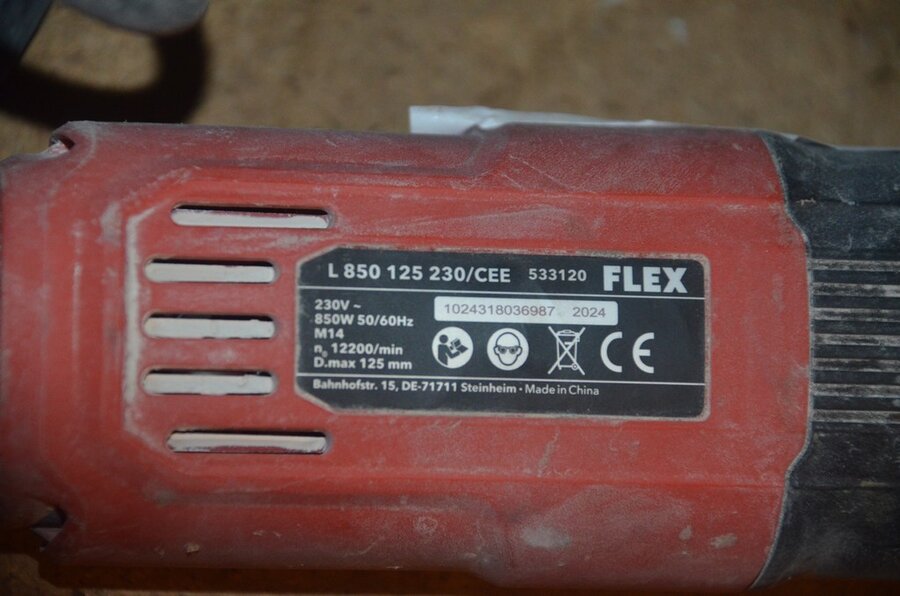 L 850 125 230/CEE 533120 FLEX
230V ~ 1024318036987 2024
850W 50/60Hz
M14
n₀ 12200/min
D.max 125 mm CE
Bahnhofstr. 15, DE-71711 Steinheim • Made in China